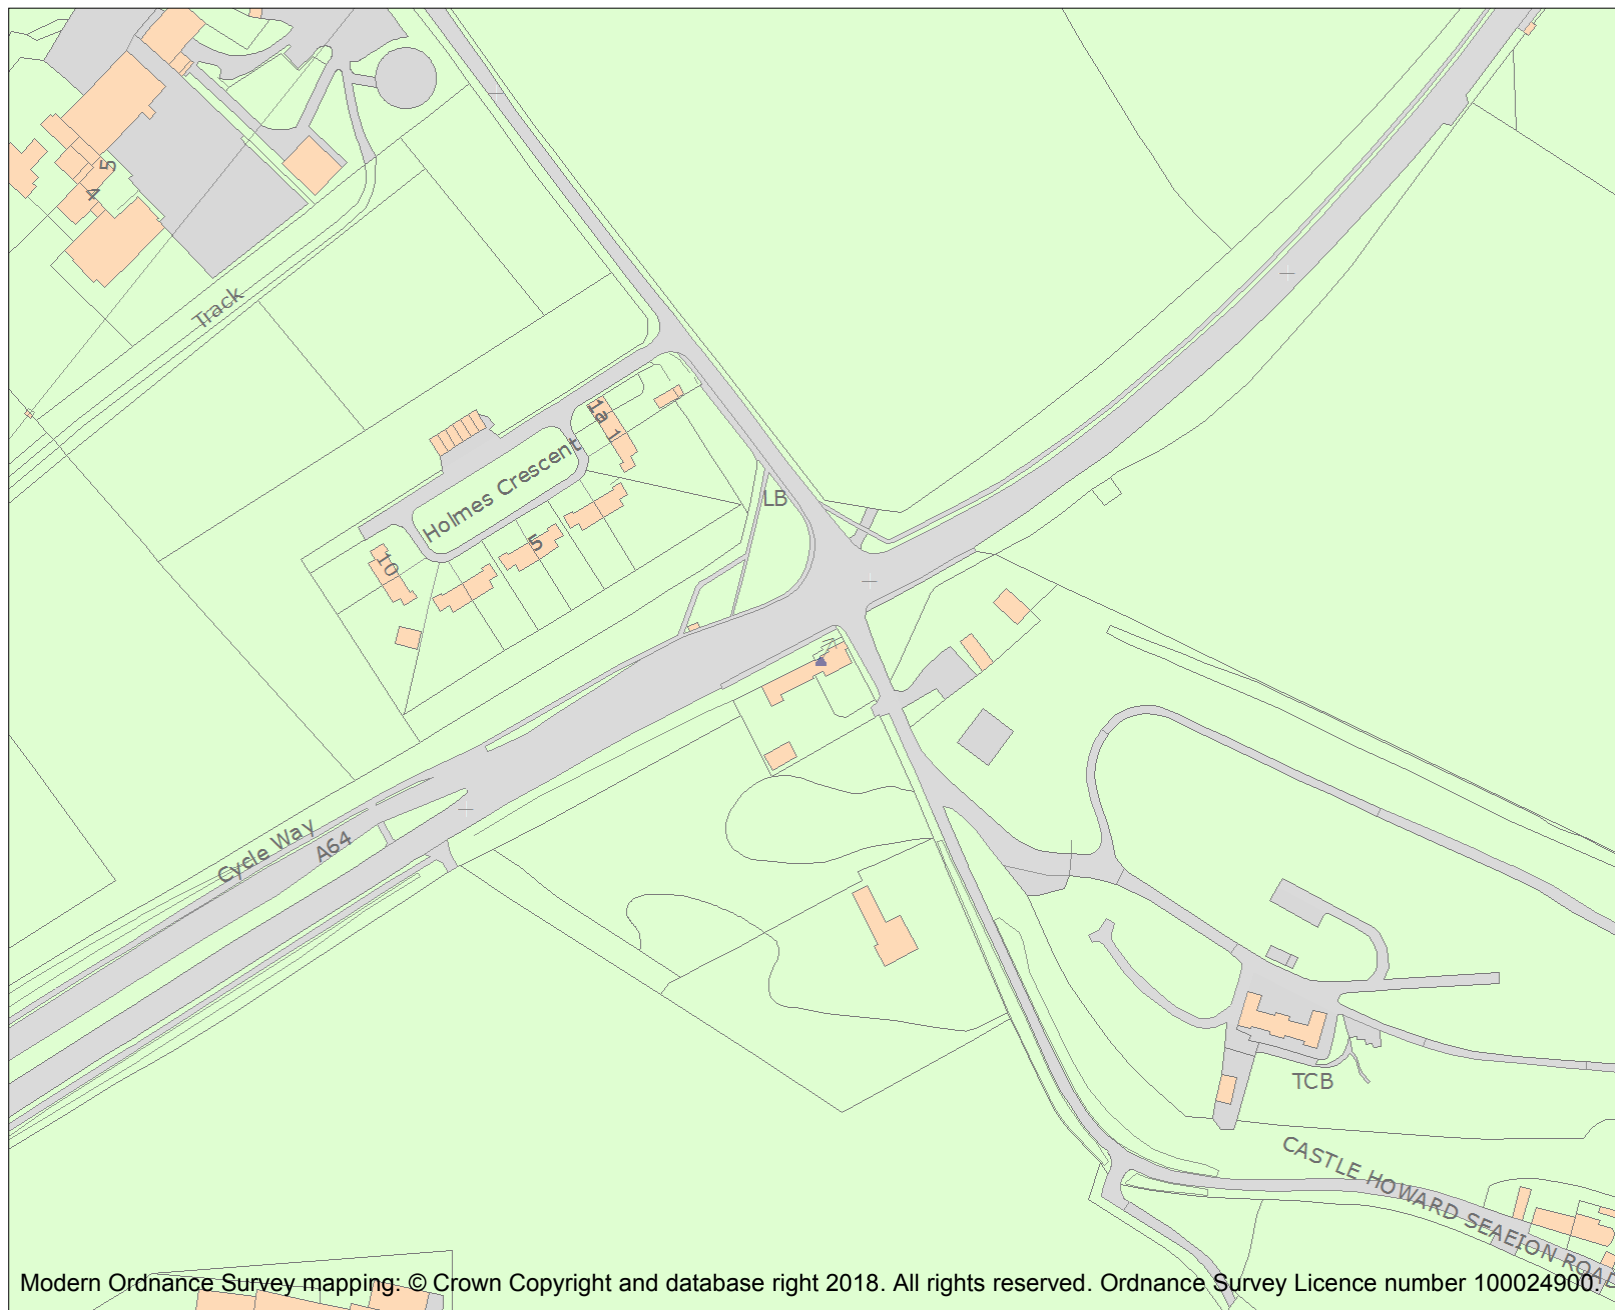 5
4
Track
1a
1
Holmes Crescent
LB
5
10
Cycle Way
A64
TCB
CASTLE HOWARD SEAEION ROAD
Modern Ordnance Survey mapping: © Crown Copyright and database right 2018. All rights reserved. Ordnance Survey Licence number 100024900.